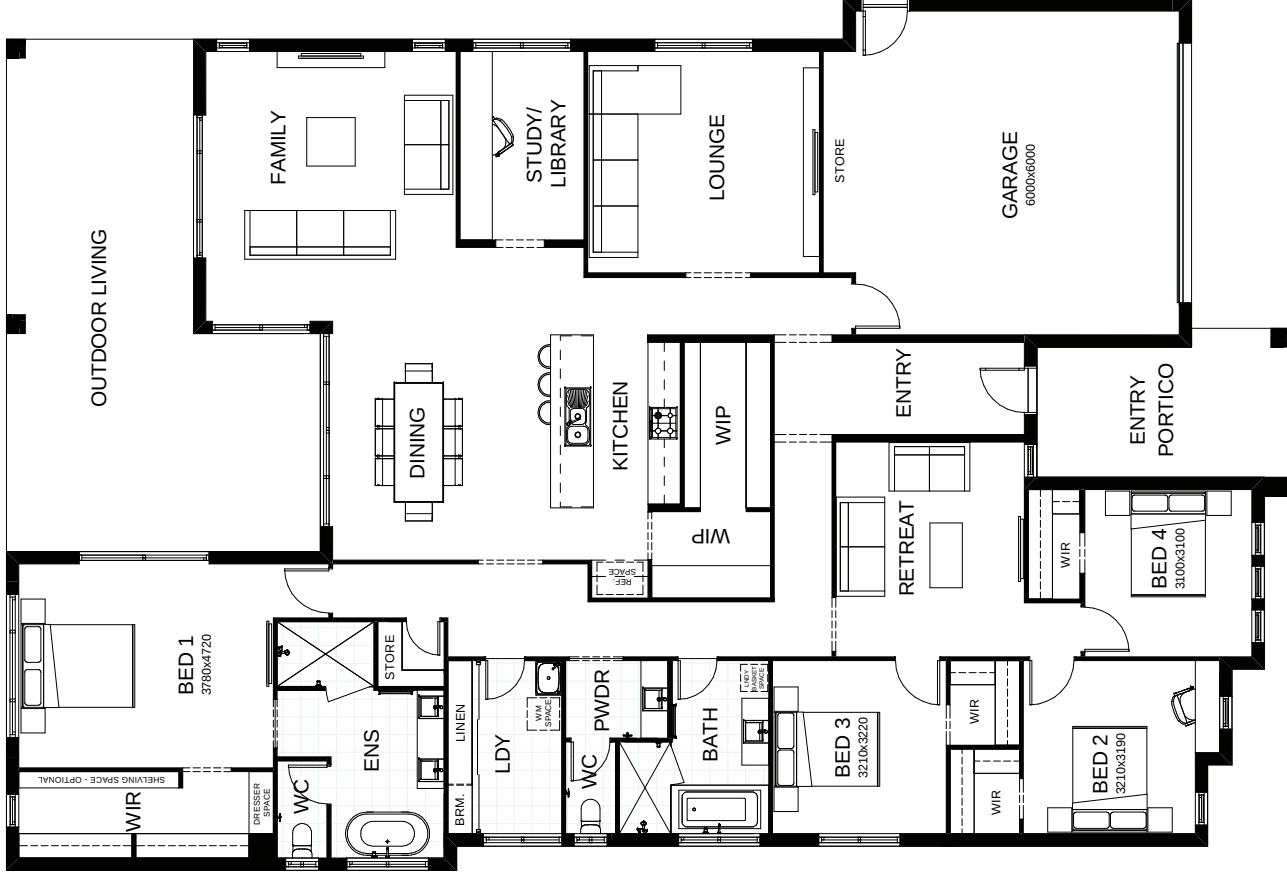 OUTDOOR LIVING
FAMILY
STUDY/
LIBRARY
LOUNGE
STORE
GARAGE
6000x6000
DINING
KITCHEN
WIP
WIP
REF.
SPACE
ENTRY
ENTRY
PORTICO
RETREAT
WIR
BED 4
3100x3100
BED 1
3780x4720
STORE
SHELVING SPACE - OPTIONAL
WIR
DRESSER
SPACE
WC
ENS
LINEN
BRM.
LDY
WM
SPACE
PWDR
WC
BATH
LNDY
BASKET
SPACE
BED 3
3210x3220
WIR
WIR
BED 2
3210x3190